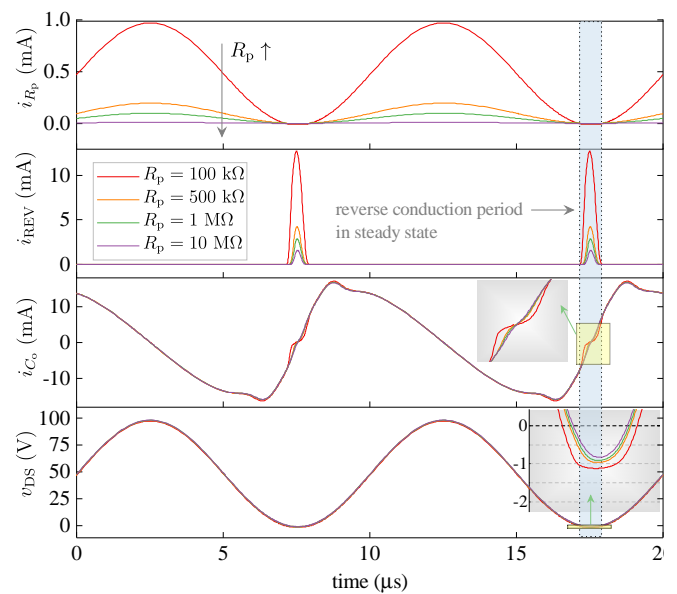 1.0
0.5
0.0
i_{R_p} (mA)
R_p ↑
10
5
0
i_{REV} (mA)
R_p = 100 kΩ
R_p = 500 kΩ
R_p = 1 MΩ
R_p = 10 MΩ
reverse conduction period
in steady state
10
0
-10
i_{C_o} (mA)
100
75
50
25
0
v_{DS} (V)
0
-1
-2
0
5
10
15
20
time (μs)